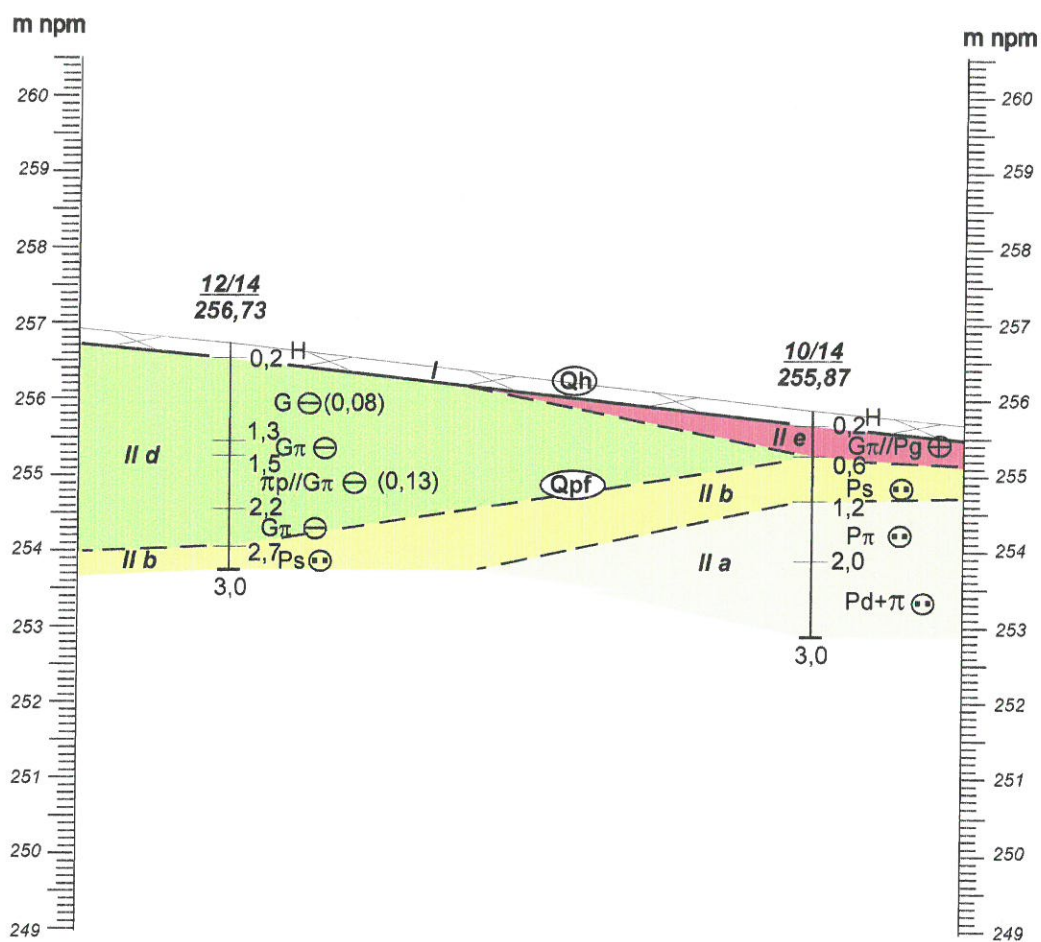 m npm
m npm
260
259
258
257
256
255
254
253
252
251
250
249
12/14
256,73
0,2 H
G (0,08)
1,3
Gπ
1,5
πp//Gπ (0,13)
2,2
Gπ
2,7 Ps
3,0
II d
II b
I
Qh
Qpf
II b
II a
II e
10/14
255,87
0,2 H
Gπ//Pg
0,6
Ps
1,2
Pπ
2,0
Pd+π
3,0
260
259
258
257
256
255
254
253
252
251
250
249